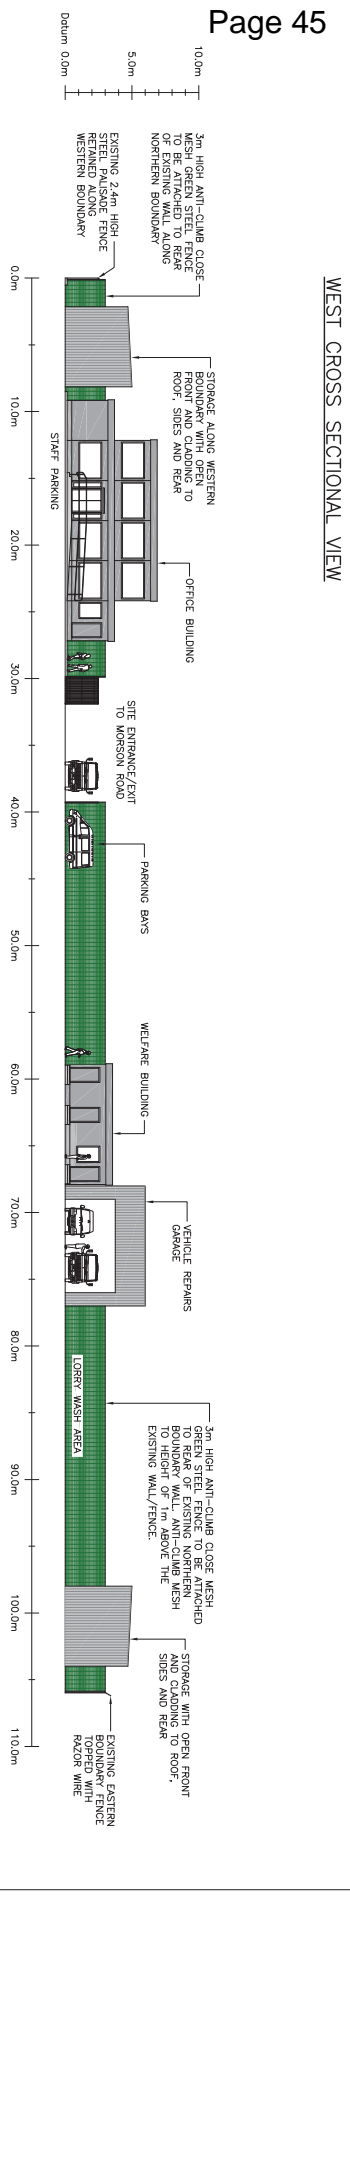 Page 45
WEST CROSS SECTIONAL VIEW
10.0m
5.0m
Datum 0.0m
3m HIGH ANTI-CLIMB CLOSE
MESH GREEN STEEL FENCE
TO BE ATTACHED TO REAR
OF EXISTING WALL ALONG
NORTHERN BOUNDARY
EXISTING 2.4m HIGH
STEEL PALISADE FENCE
RETAINED ALONG
WESTERN BOUNDARY
STORAGE ALONG WESTERN
BOUNDARY WITH OPEN
FRONT AND CLADDING TO
ROOF, SIDES AND REAR
STAFF PARKING
OFFICE BUILDING
SITE ENTRANCE/EXIT
TO MORSON ROAD
PARKING BAYS
WELFARE BUILDING
VEHICLE REPAIRS
GARAGE
LORRY WASH AREA
3m HIGH ANTI-CLIMB CLOSE MESH
GREEN STEEL FENCE TO BE ATTACHED
TO REAR OF EXISTING NORTHERN
BOUNDARY WALL. ANTI-CLIMB MESH
TO HEIGHT OF 1m ABOVE THE
EXISTING WALL/FENCE.
STORAGE WITH OPEN FRONT
AND CLADDING TO ROOF,
SIDES AND REAR
EXISTING EASTERN
BOUNDARY FENCE
TOPPED WITH
RAZOR WIRE
0.0m
10.0m
20.0m
30.0m
40.0m
50.0m
60.0m
70.0m
80.0m
90.0m
100.0m
110.0m